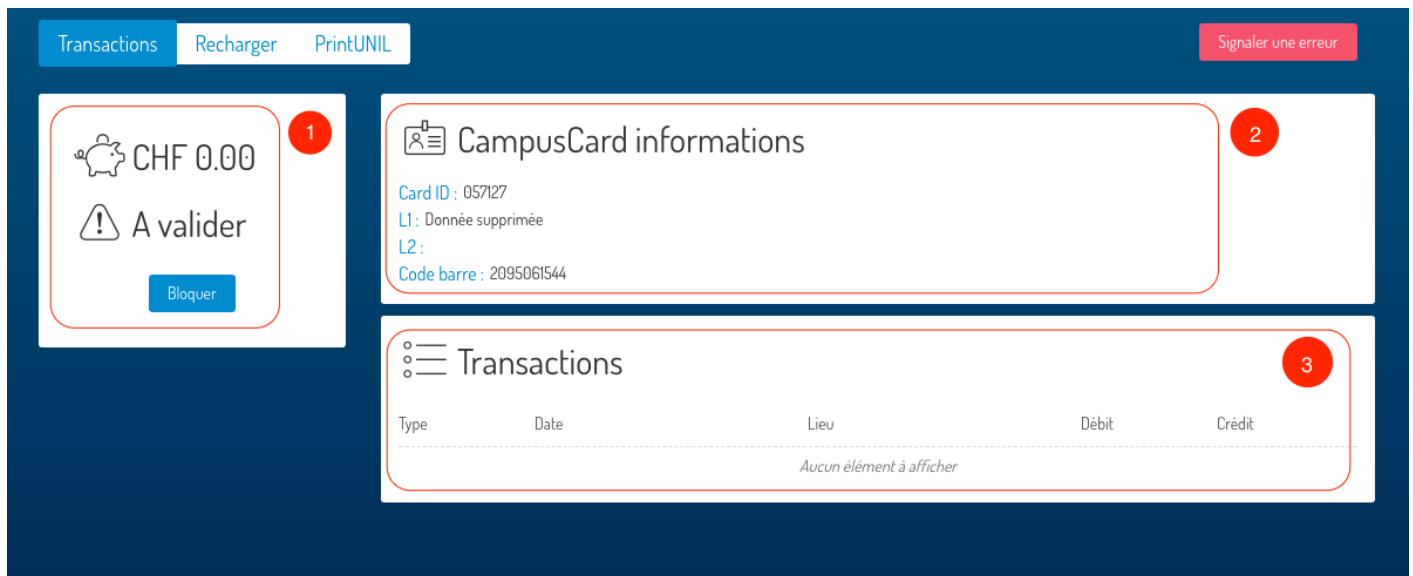 Transactions Recharger PrintUNIL
Signaler une erreur
CHF 0.00
A valider
Bloquer
1
CampusCard informations
2
Card ID : 057127
L1 : Donnée supprimée
L2 :
Code barre : 2095061544
Transactions
3
Type Date Lieu Débit Crédit
Aucun élément à afficher